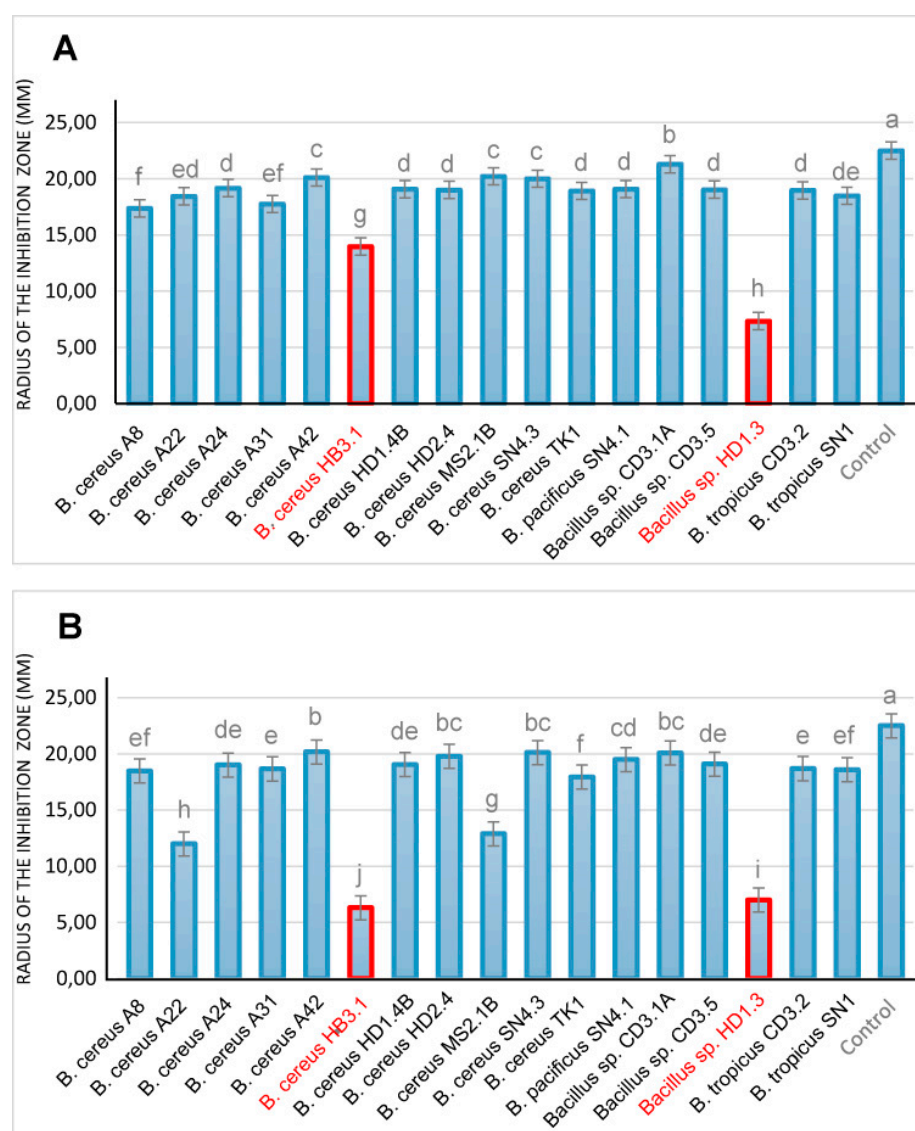 A
RADIUS OF THE INHIBITION ZONE (MM)
25,00
20,00
15,00
10,00
5,00
0,00
f
ed
d
ef
c
g
d
d
c
c
d
d
b
d
h
d
de
a
B. cereus A8
B. cereus A22
B. cereus A24
B. cereus A31
B. cereus A42
B. cereus HB3.1
B. cereus HD1.4B
B. cereus HD2.4
B. cereus MS2.1B
B. cereus SN4.3
B. cereus TK1
B. pacificus SN4.1
Bacillus sp. CD3.1A
Bacillus sp. CD3.5
Bacillus sp. HD1.3
B. tropicus CD3.2
B. tropicus SN1
Control
B
RADIUS OF THE INHIBITION ZONE (MM)
25,00
20,00
15,00
10,00
5,00
0,00
ef
h
de
e
b
j
de
bc
g
bc
f
cd
bc
de
i
e
ef
a
B. cereus A8
B. cereus A22
B. cereus A24
B. cereus A31
B. cereus A42
B. cereus HB3.1
B. cereus HD1.4B
B. cereus HD2.4
B. cereus MS2.1B
B. cereus SN4.3
B. cereus TK1
B. pacificus SN4.1
Bacillus sp. CD3.1A
Bacillus sp. CD3.5
Bacillus sp. HD1.3
B. tropicus CD3.2
B. tropicus SN1
Control